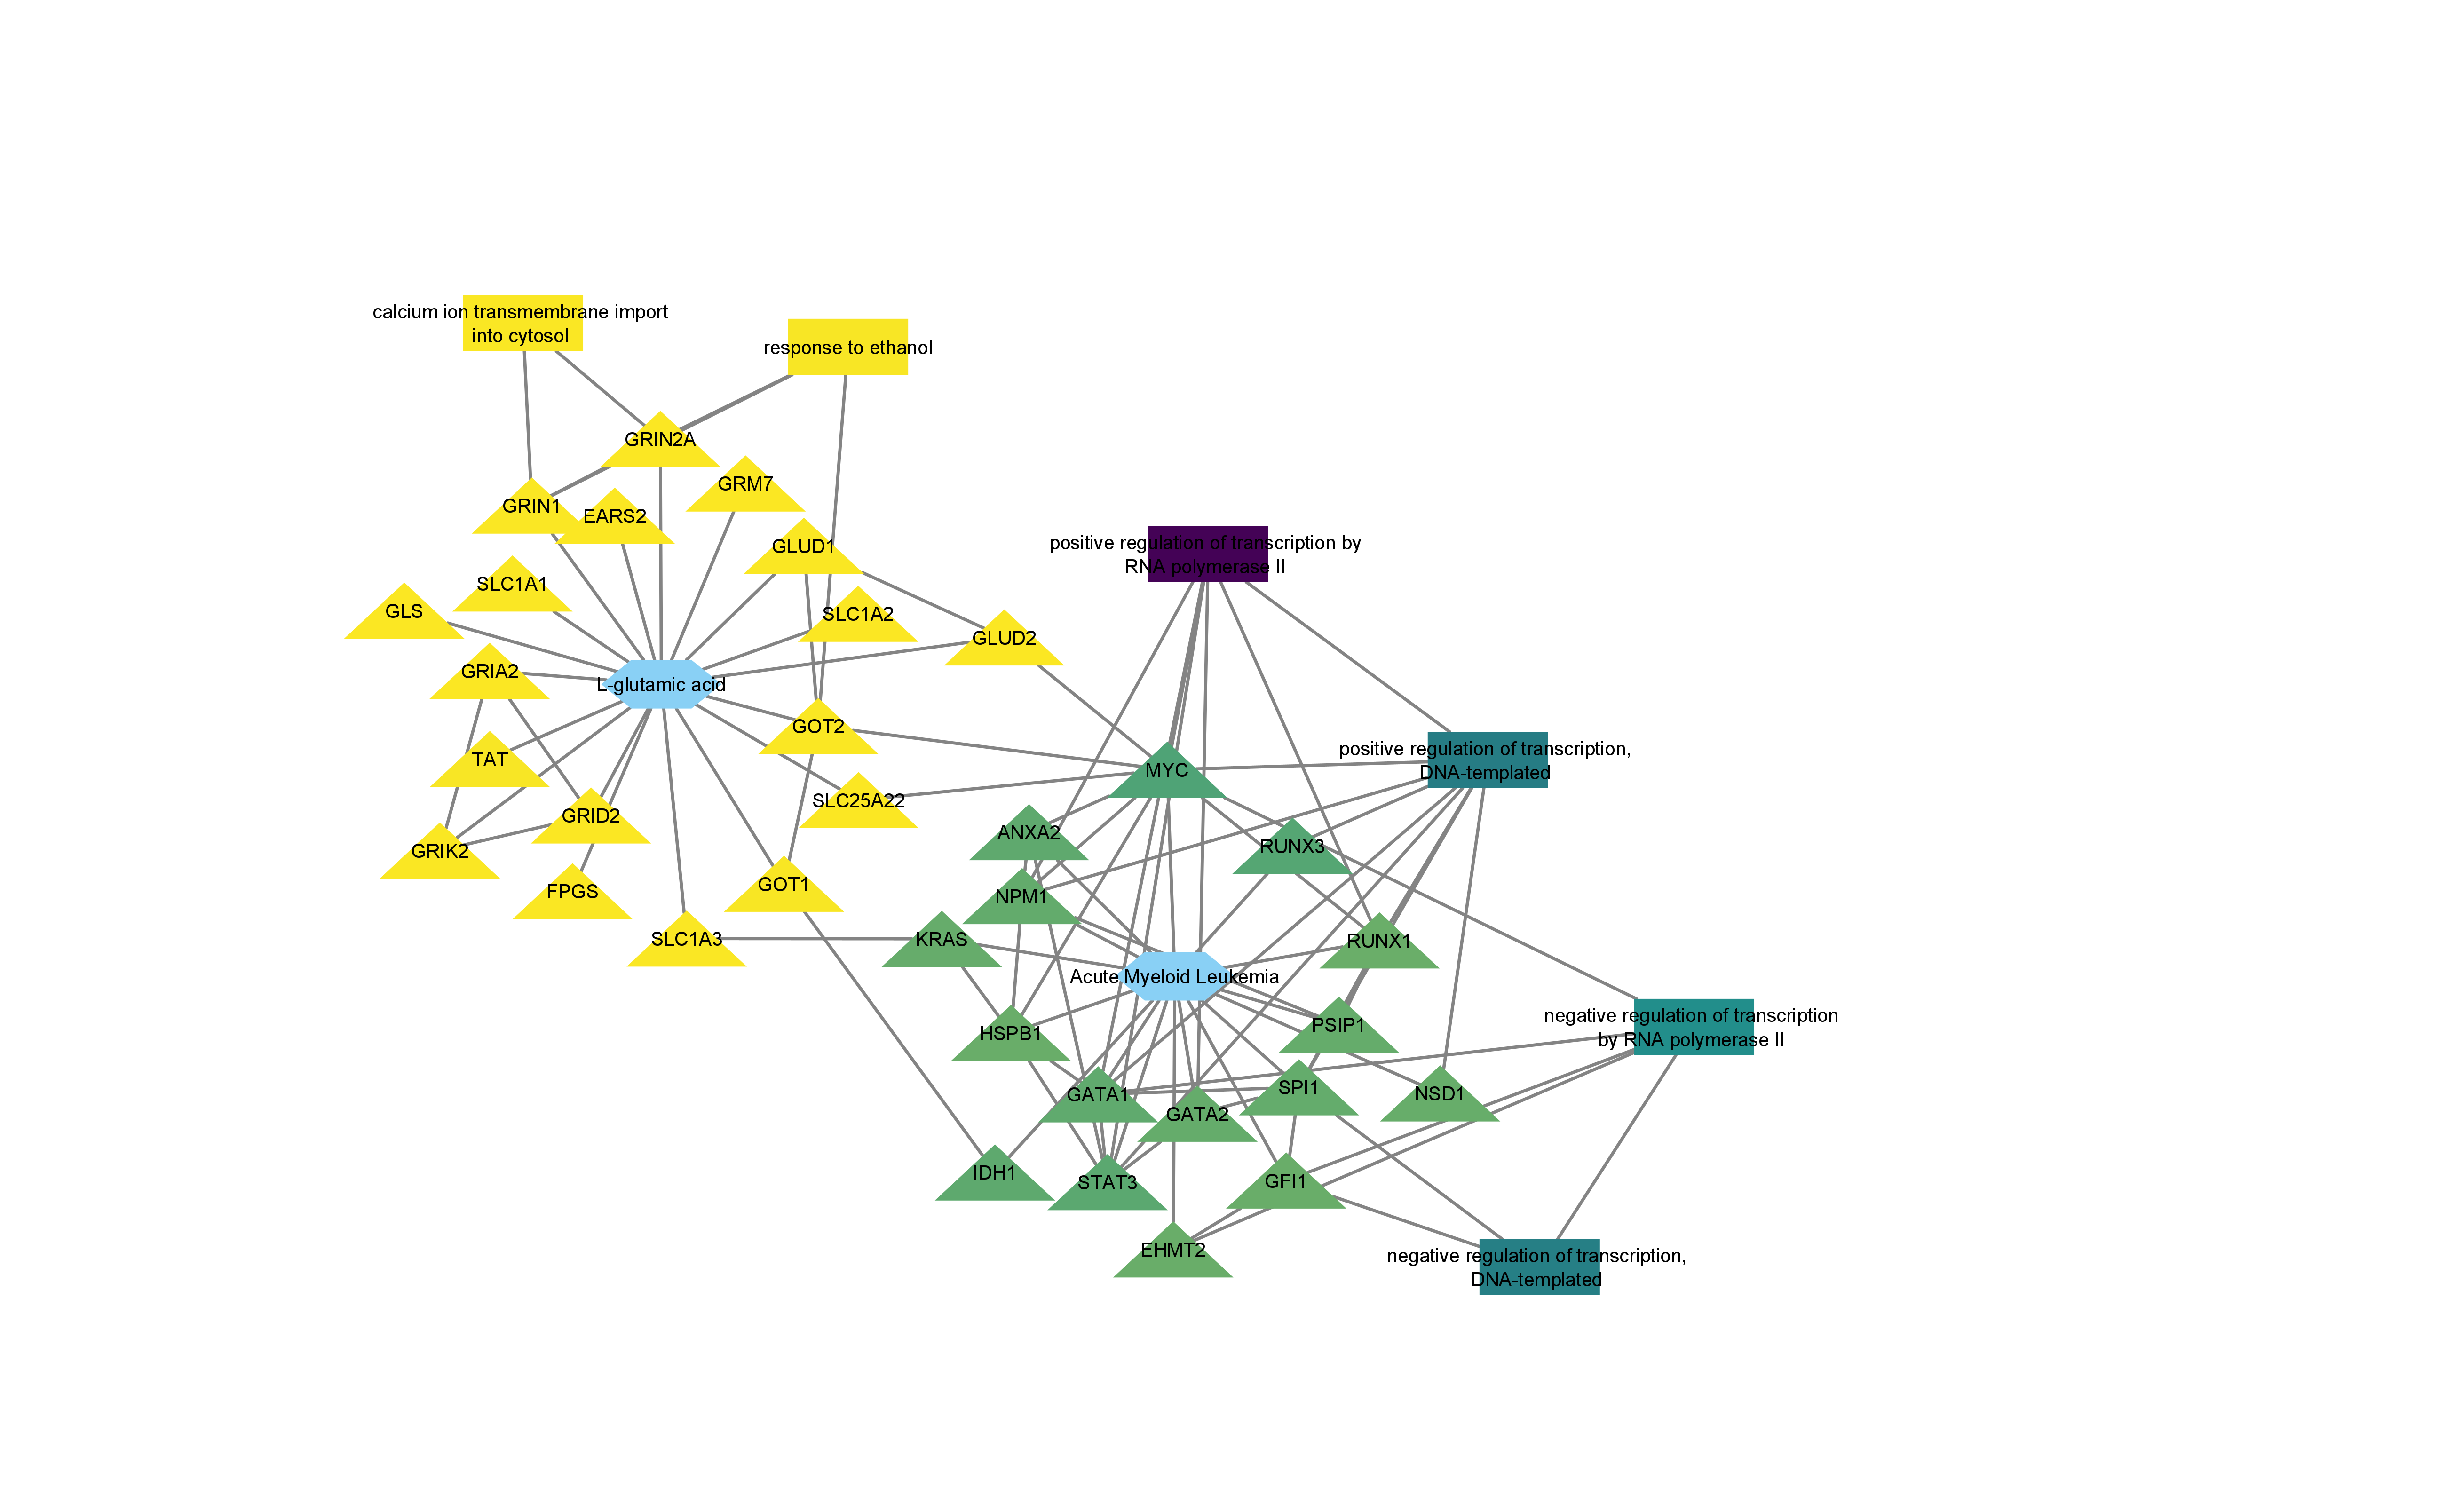 calcium ion transmembrane import
into cytosol
response to ethanol
GRIN2A
GRM7
GRIN1
EARS2
GLUD1
positive regulation of transcription by
RNA polymerase II
SLC1A1
GLS
SLC1A2
GLUD2
GRIA2
L-glutamic acid
GOT2
TAT
MYC
positive regulation of transcription,
DNA-templated
SLC25A22
GRID2
GRIK2
ANXA2
RUNX3
FPGS
GOT1
NPM1
SLC1A3
KRAS
RUNX1
Acute Myeloid Leukemia
HSPB1
PSIP1
negative regulation of transcription
by RNA polymerase II
GATA1
SPI1
NSD1
GATA2
IDH1
STAT3
GFI1
EHMT2
negative regulation of transcription,
DNA-templated